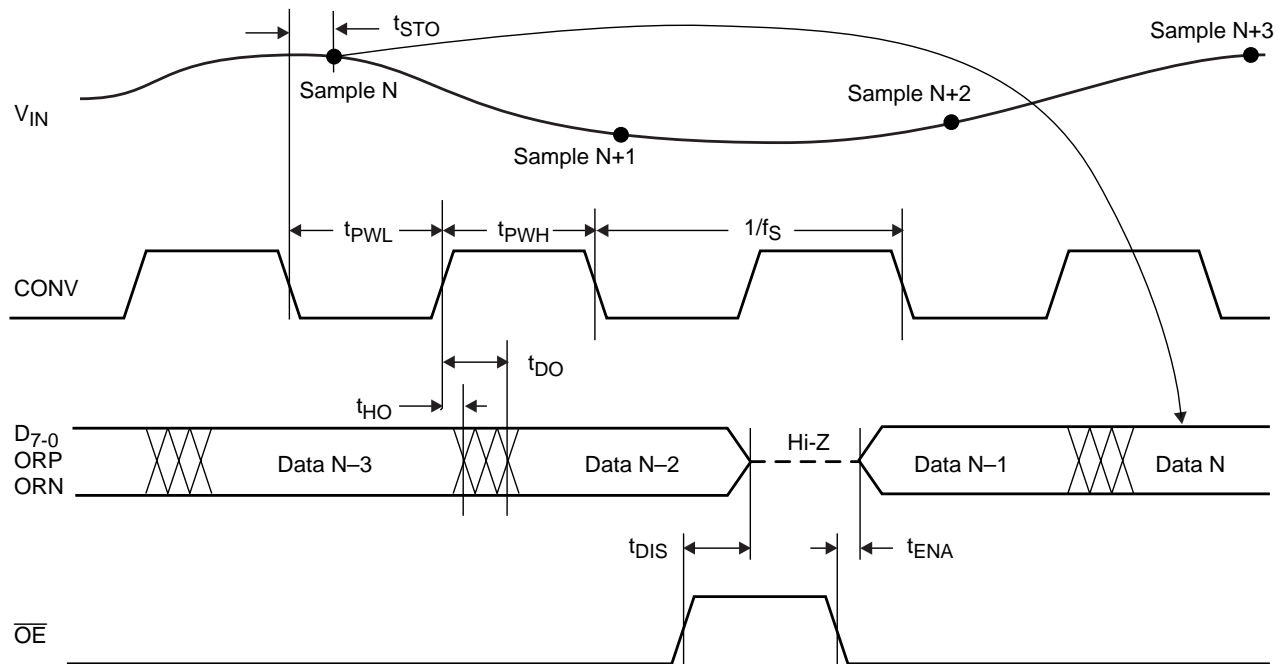 tSTO
Sample N+3
Sample N
Sample N+2
VIN
Sample N+1
tPWL
tPWH
1/fS
CONV
tDO
tHO
D7-0
ORP
ORN
Hi-Z
Data N–3
Data N–2
Data N–1
Data N
tDIS
tENA
OE